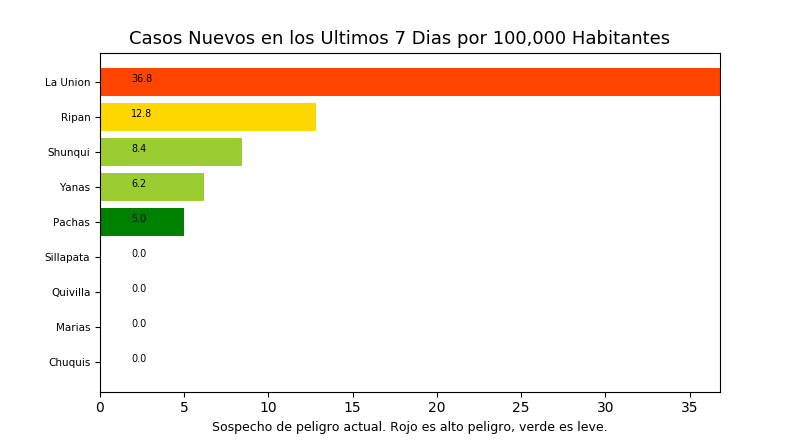 Casos Nuevos en los Ultimos 7 Dias por 100,000 Habitantes
La Union 36.8
Ripan 12.8
Shunqui 8.4
Yanas 6.2
Pachas 5.0
Sillapata 0.0
Quivilla 0.0
Marias 0.0
Chuquis 0.0
0 5 10 15 20 25 30 35
Sospecho de peligro actual. Rojo es alto peligro, verde es leve.